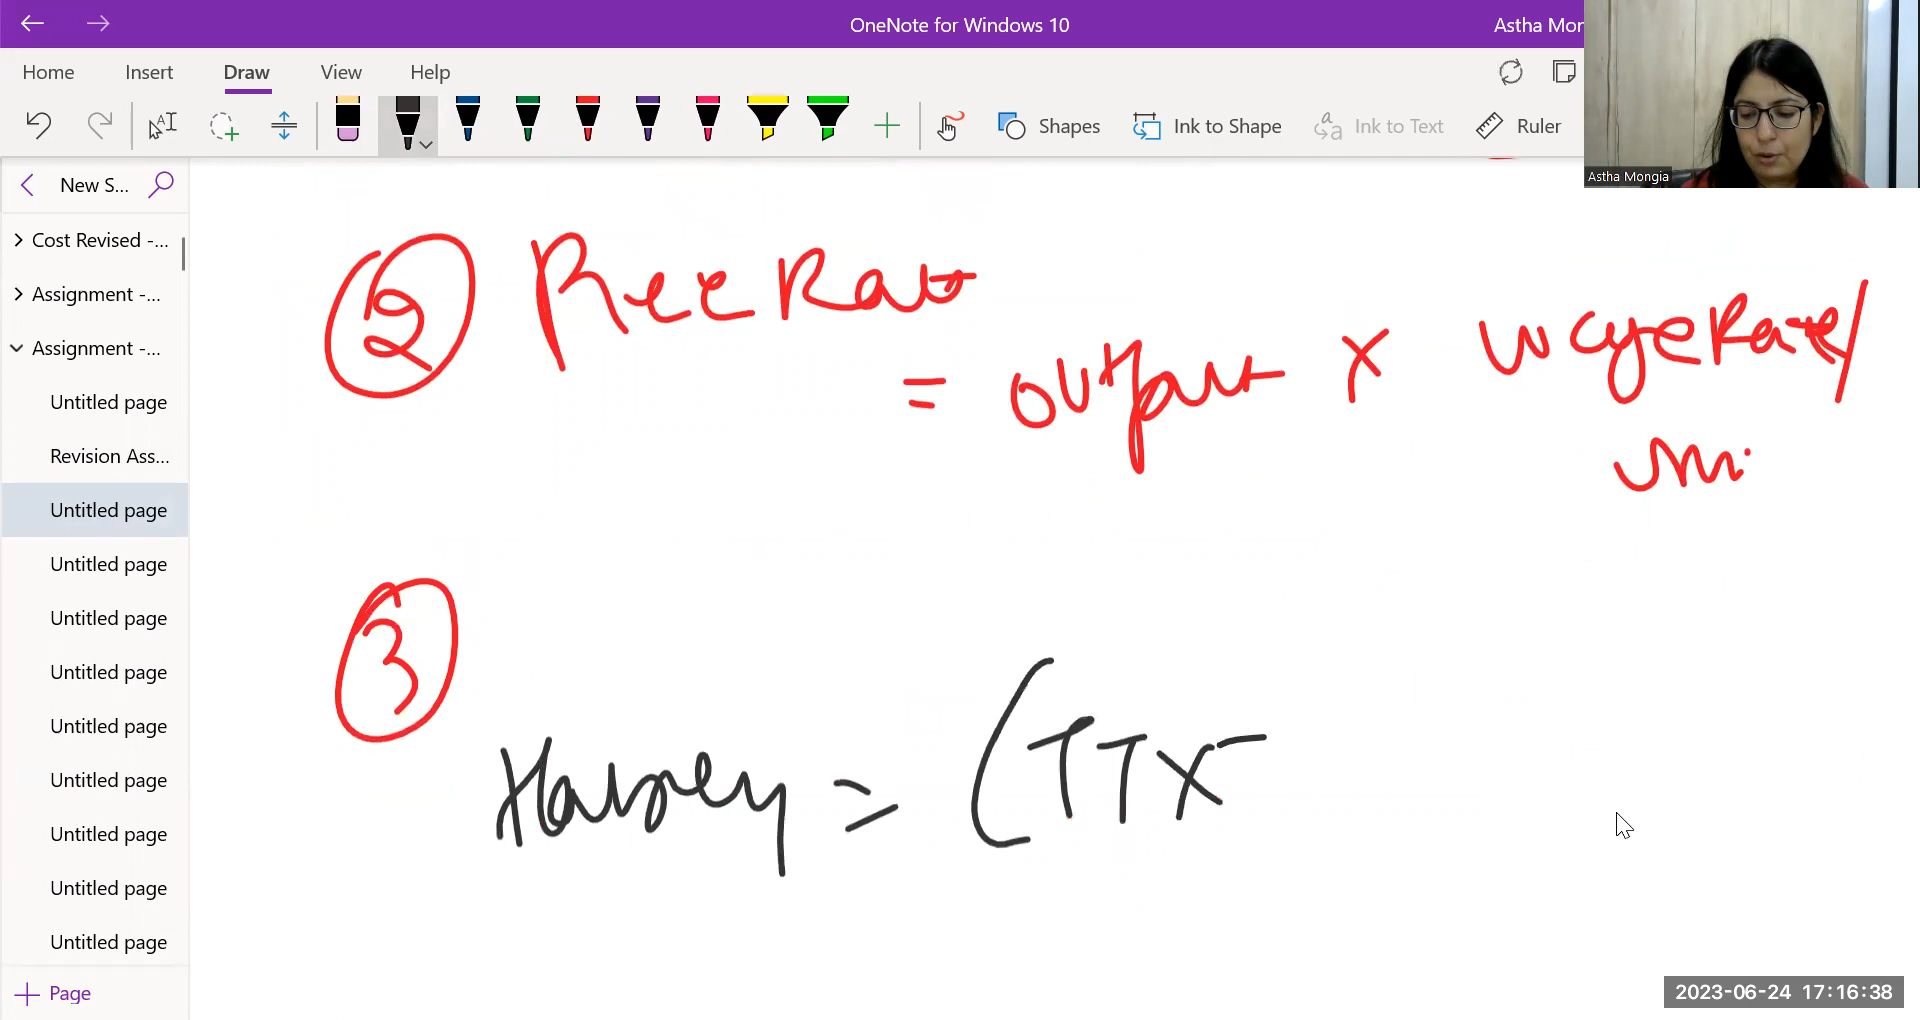 OneNote for Windows 10
Astha Mor
Home Insert Draw View Help
Shapes Ink to Shape Ink to Text Ruler
Astha Mongia
New S...
Cost Revised -...
Assignment -...
Assignment -...
Untitled page
Revision Ass...
Untitled page
Untitled page
Untitled page
Untitled page
Untitled page
Untitled page
Untitled page
Untitled page
Untitled page
Page
2
= output x wage Rate/
3
= (TTX
2023-06-24 17:16:38